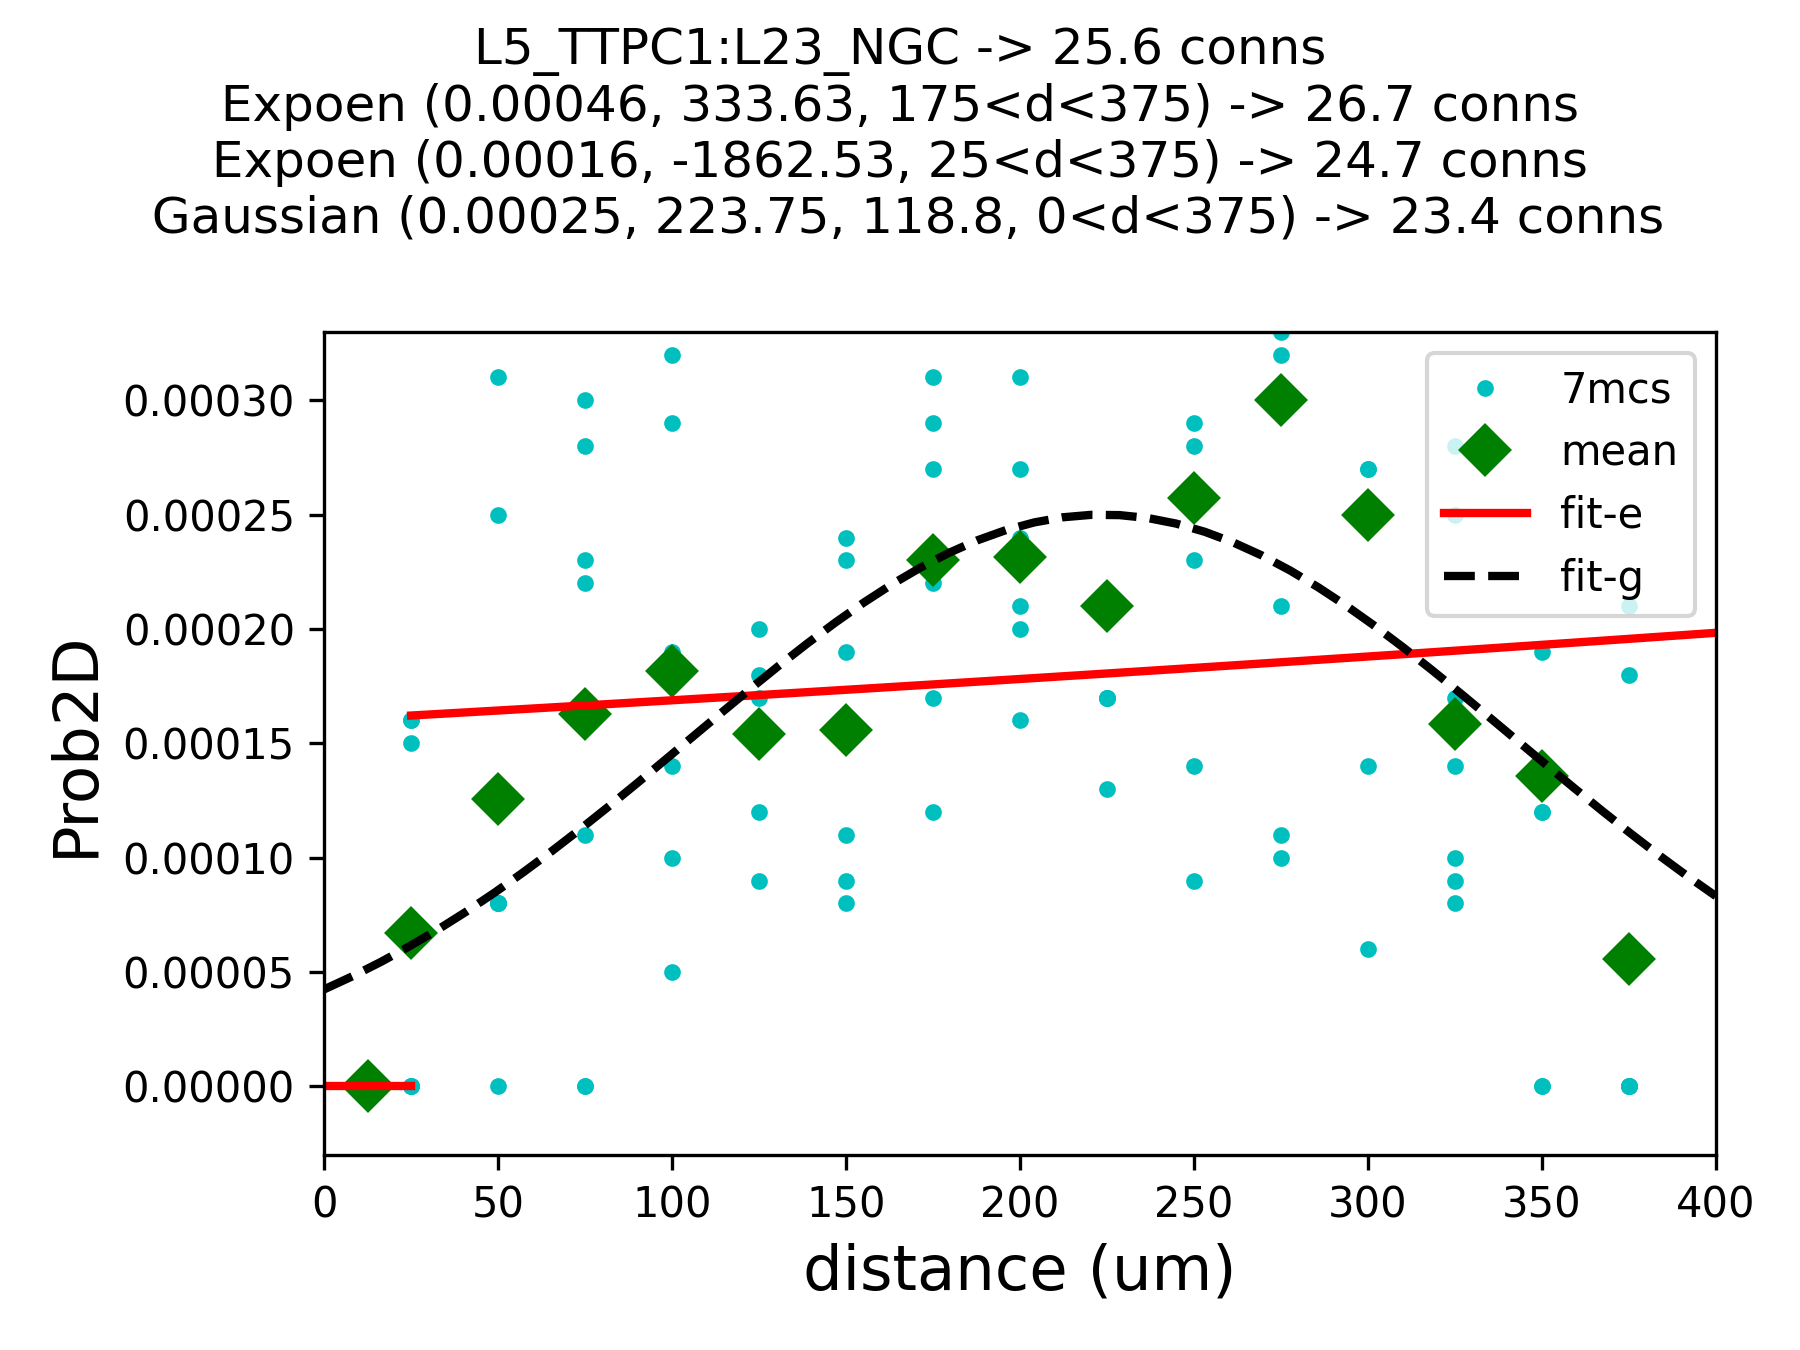 L5_TTPC1:L23_NGC -> 25.6 conns
Expoen (0.00046, 333.63, 175<d<375) -> 26.7 conns
Expoen (0.00016, -1862.53, 25<d<375) -> 24.7 conns
Gaussian (0.00025, 223.75, 118.8, 0<d<375) -> 23.4 conns
7mcs
mean
fit-e
fit-g
Prob2D
0.00030
0.00025
0.00020
0.00015
0.00010
0.00005
0.00000
0 50 100 150 200 250 300 350 400
distance (um)